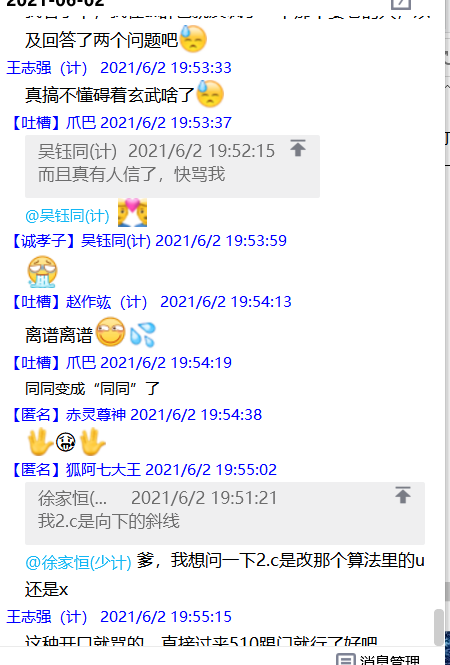 2021-06-02
及回答了两个问题吧
王志强（计） 2021/6/2 19:53:33
真搞不懂碍着玄武啥了
【吐槽】爪巴 2021/6/2 19:53:37
吴钰同(计) 2021/6/2 19:52:15
而且真有人信了，快骂我
@吴钰同(计)
【诚孝子】吴钰同(计) 2021/6/2 19:53:59
【吐槽】赵作竑（计） 2021/6/2 19:54:13
离谱离谱
【吐槽】爪巴 2021/6/2 19:54:19
同同变成“同同”了
【匿名】赤灵尊神 2021/6/2 19:54:38
【匿名】狐阿七大王 2021/6/2 19:55:02
徐家恒(... 2021/6/2 19:51:21
我2.c是向下的斜线
@徐家恒(少计) 爹，我想问一下2.c是改那个算法里的u
还是x
王志强（计） 2021/6/2 19:55:15
这种开口就骂的，直接过来510踢门就行了好吧
消息管理